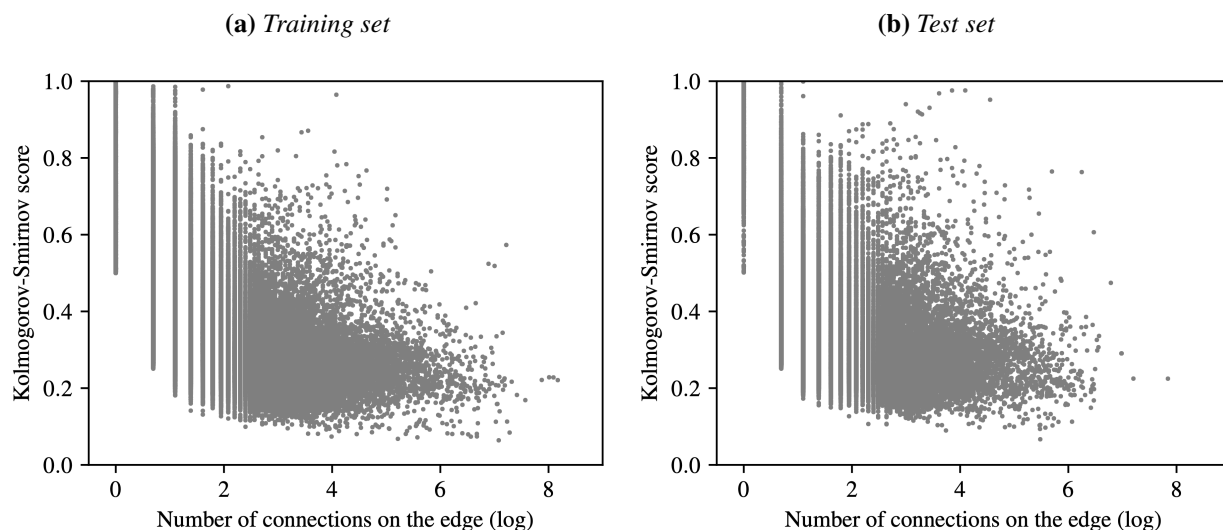 (a) Training set
(b) Test set
1.0
0.8
0.6
0.4
0.2
0.0
Kolmogorov-Smirnov score
0 2 4 6 8
Number of connections on the edge (log)
1.0
0.8
0.6
0.4
0.2
0.0
Kolmogorov-Smirnov score
0 2 4 6 8
Number of connections on the edge (log)